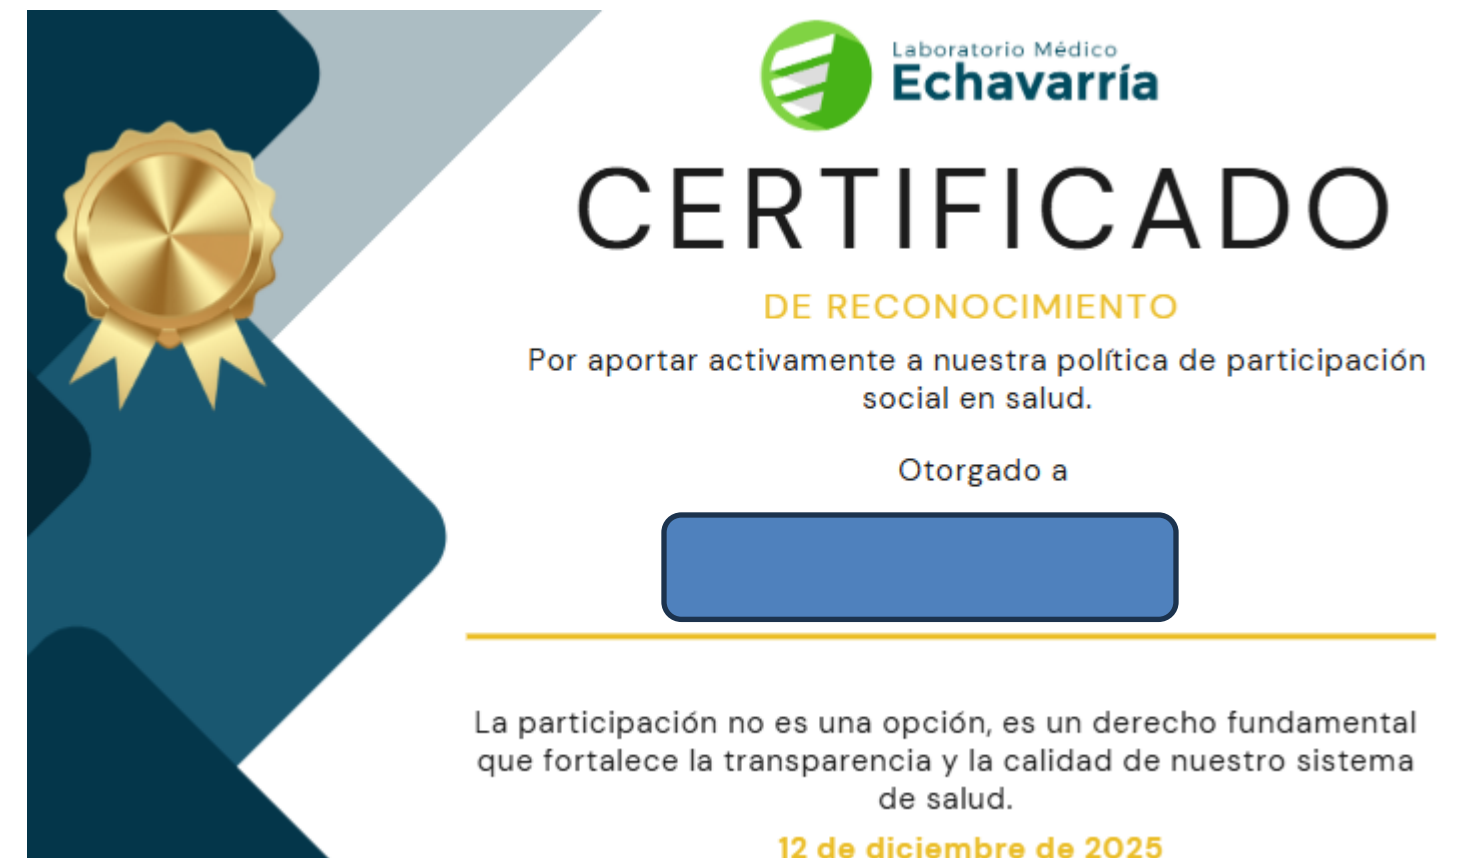 Laboratorio Médico
Echavarría
CERTIFICADO
DE RECONOCIMIENTO
Por aportar activamente a nuestra política de participación
social en salud.
Otorgado a
La participación no es una opción, es un derecho fundamental
que fortalece la transparencia y la calidad de nuestro sistema
de salud.
12 de diciembre de 2025